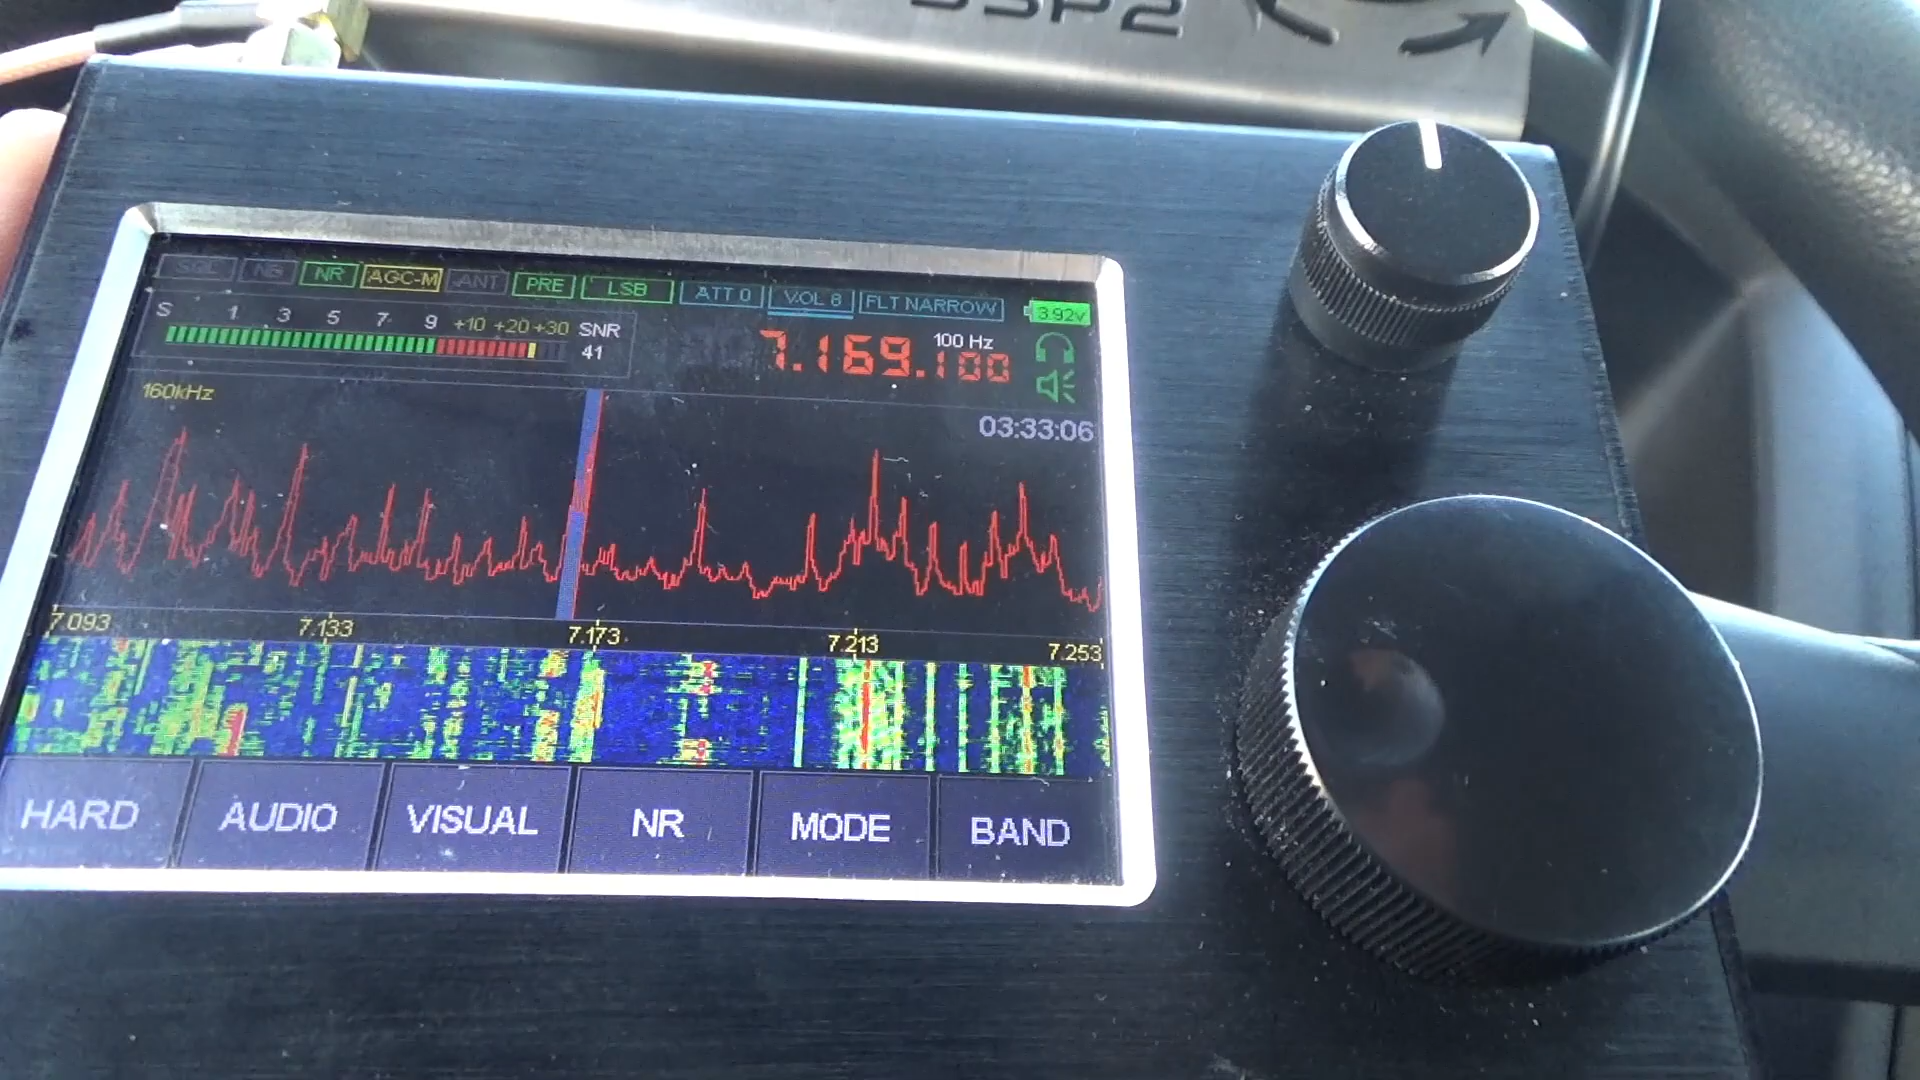 SSP2
SQL NB NR AGC-M ANT PRE LSB ATT 0 VOL 8 FLT NARROW 3.92v
S 1 3 5 7 9 +10 +20 +30 SNR
41
7.169.100 100 Hz
160kHz
03:33:06
7.093 7.133 7.173 7.213 7.253
HARD AUDIO VISUAL NR MODE BAND